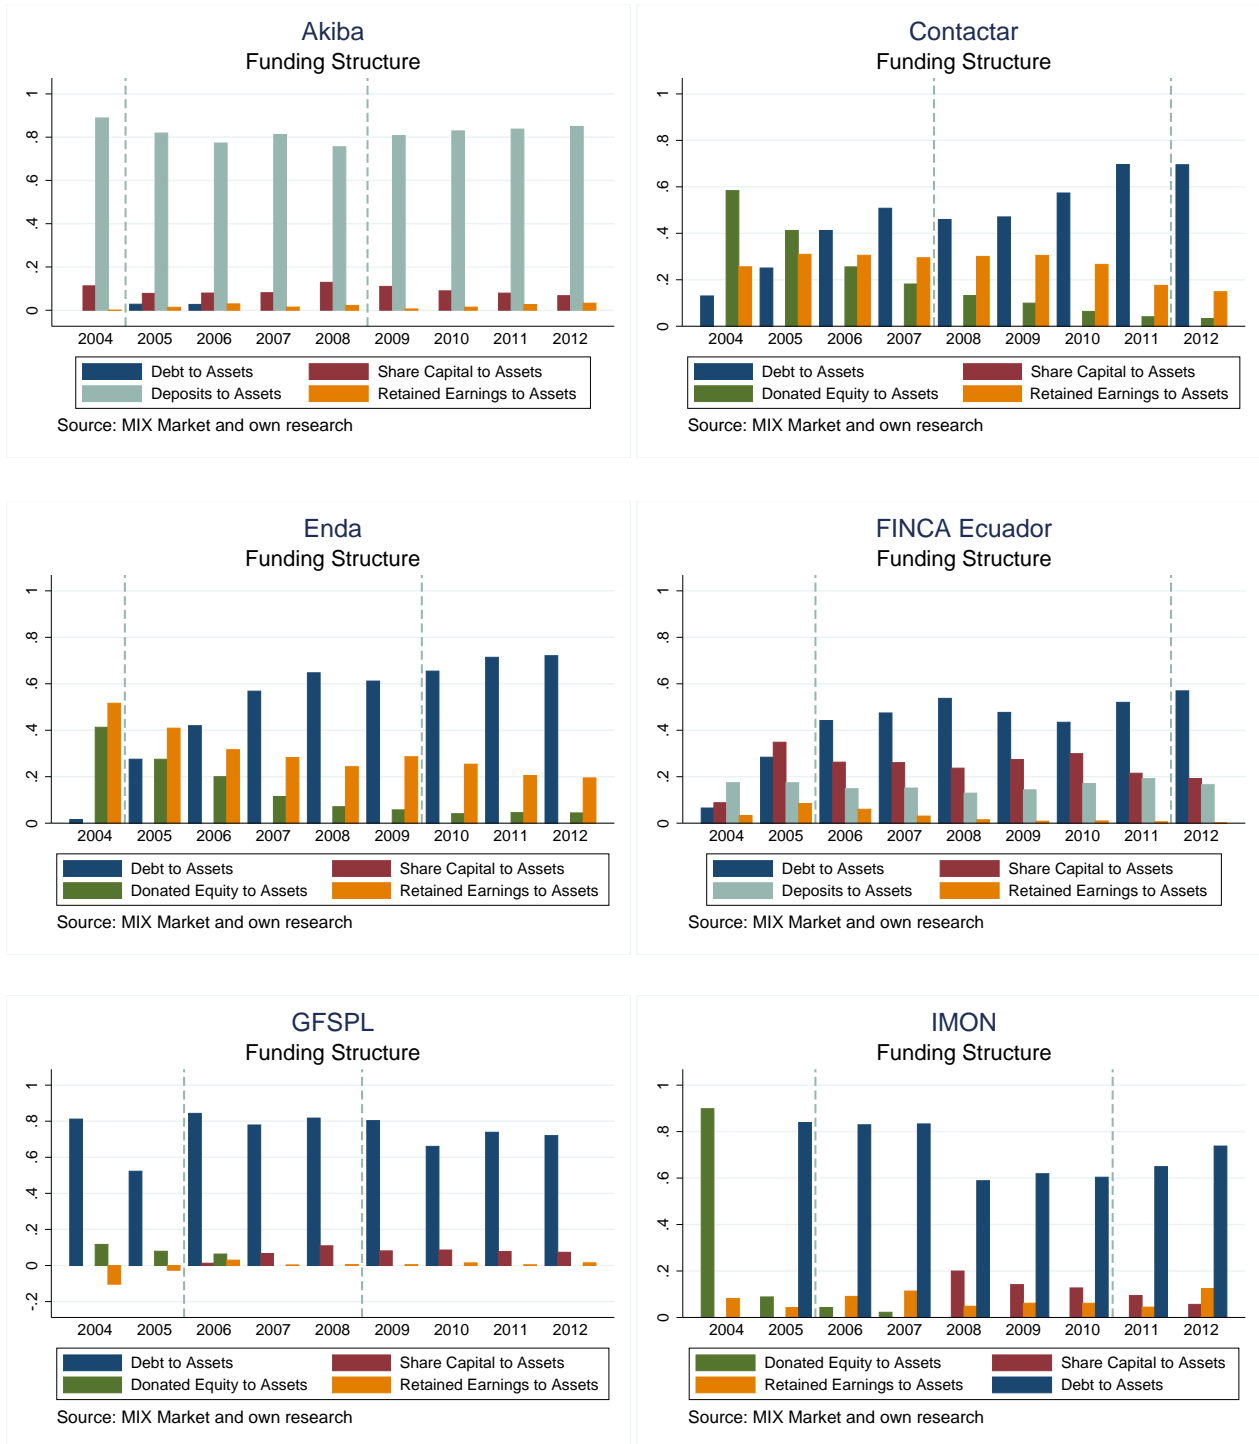 Akiba
Funding Structure
1
.8
.6
.4
.2
0
2004 2005 2006 2007 2008 2009 2010 2011 2012
Debt to Assets Share Capital to Assets
Deposits to Assets Retained Earnings to Assets
Source: MIX Market and own research
Contactar
Funding Structure
1
.8
.6
.4
.2
0
2004 2005 2006 2007 2008 2009 2010 2011 2012
Debt to Assets Share Capital to Assets
Donated Equity to Assets Retained Earnings to Assets
Source: MIX Market and own research
Enda
Funding Structure
1
.8
.6
.4
.2
0
2004 2005 2006 2007 2008 2009 2010 2011 2012
Debt to Assets Share Capital to Assets
Donated Equity to Assets Retained Earnings to Assets
Source: MIX Market and own research
FINCA Ecuador
Funding Structure
1
.8
.6
.4
.2
0
2004 2005 2006 2007 2008 2009 2010 2011 2012
Debt to Assets Share Capital to Assets
Deposits to Assets Retained Earnings to Assets
Source: MIX Market and own research
GFSPL
Funding Structure
1
.8
.6
.4
.2
0
-.2
2004 2005 2006 2007 2008 2009 2010 2011 2012
Debt to Assets Share Capital to Assets
Donated Equity to Assets Retained Earnings to Assets
Source: MIX Market and own research
IMON
Funding Structure
1
.8
.6
.4
.2
0
2004 2005 2006 2007 2008 2009 2010 2011 2012
Donated Equity to Assets Share Capital to Assets
Retained Earnings to Assets Debt to Assets
Source: MIX Market and own research